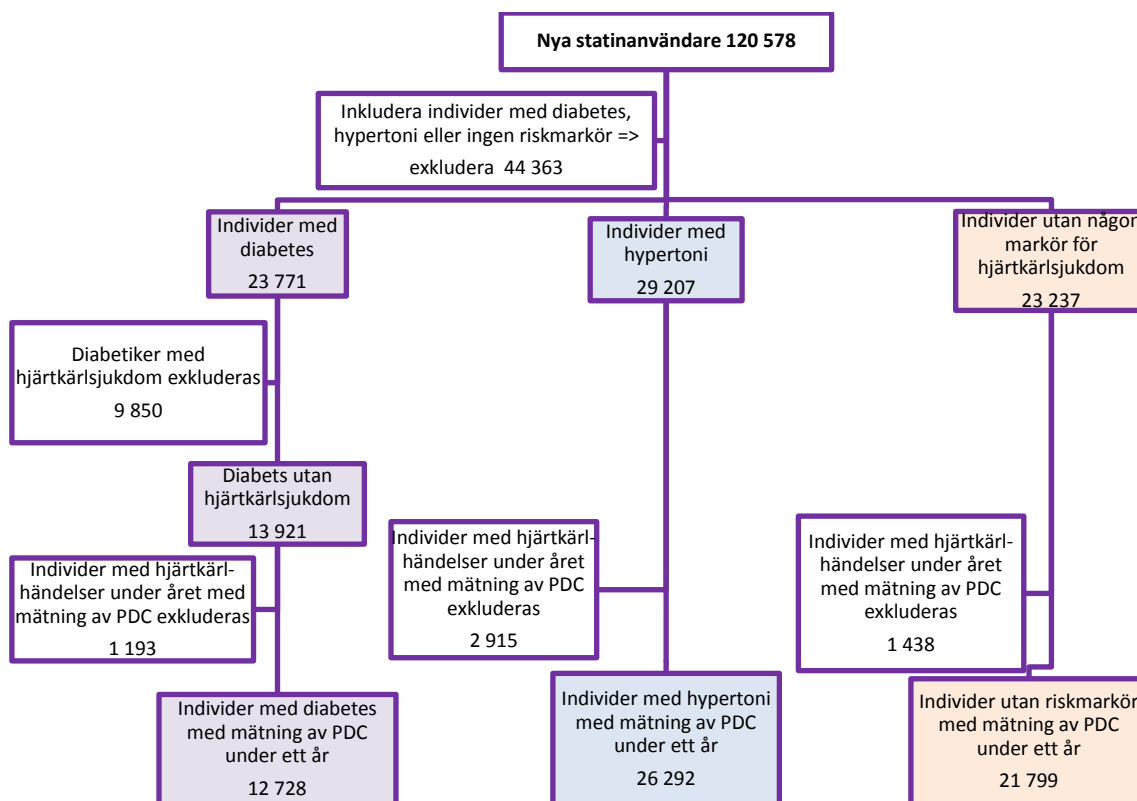 Nya statinanvändare 120 578
Inkludera individer med diabetes,
hypertoni eller ingen riskmarkör =>
exkludera 44 363
Individer med
diabetes
23 771
Individer med
hypertoni
29 207
Individer utan någon
markör för
hjärtkärlsjukdom
23 237
Diabetiker med
hjärtkärlsjukdom exkluderas
9 850
Diabets utan
hjärtkärlsjukdom
13 921
Individer med hjärtkärl-
händelser under året med
mätning av PDC exkluderas
1 193
Individer med hjärtkärl-
händelser under året
med mätning av PDC
exkluderas
2 915
Individer med hjärtkärl-
händelser under året
med mätning av PDC
exkluderas
1 438
Individer med diabetes
med mätning av PDC
under ett år
12 728
Individer med hypertoni
med mätning av PDC
under ett år
26 292
Individer utan riskmarkör
med mätning av PDC
under ett år
21 799